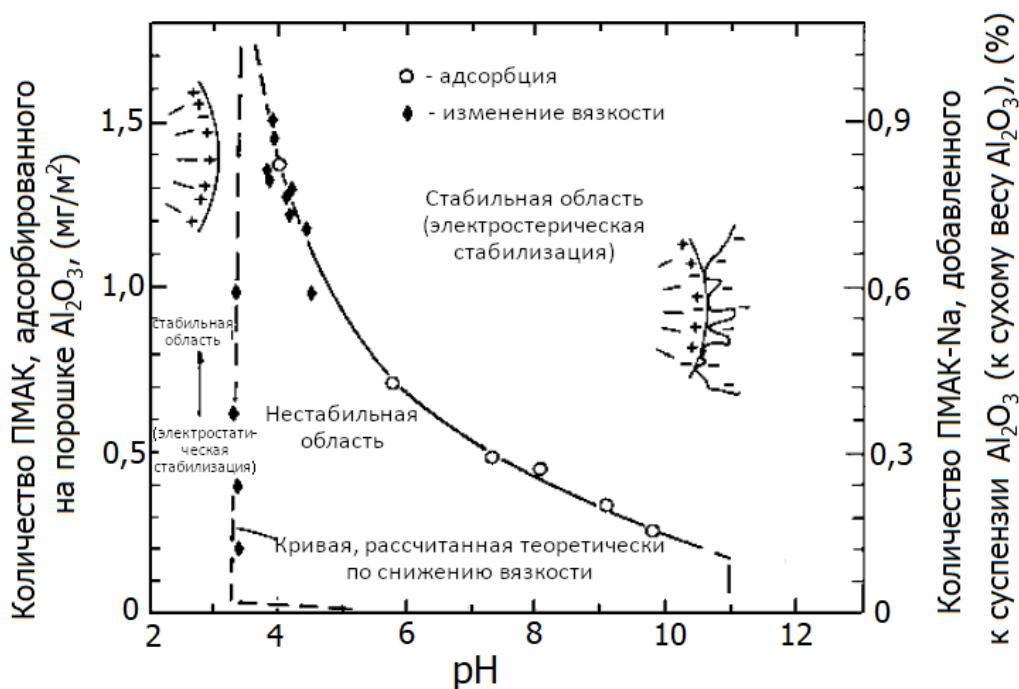 Количество ПМАК, адсорбированного
на порошке Al₂O₃, (мг/м²)
1,5
1,0
0,5
0
- адсорбция
- изменение вязкости
Стабильная область
(электростерическая
стабилизация)
Стабильная
область
(электростати-
ческая
стабилизация)
Нестабильная
область
Кривая, рассчитанная теоретически
по снижению вязкости
0,9
0,6
0,3
0
Количество ПМАК-Na, добавленного
к суспензии Al₂O₃ (к сухому весу Al₂O₃), (%)
2 4 6 8 10 12
pH